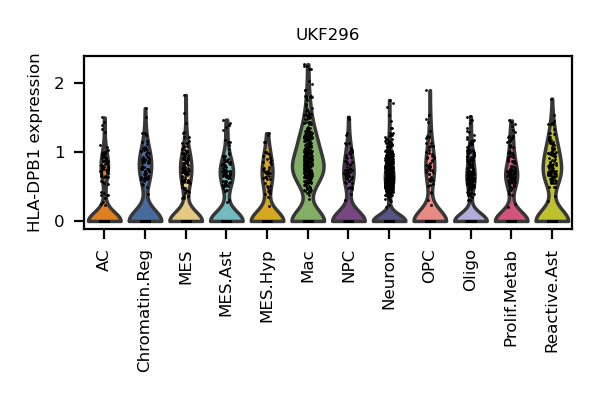 UKF296
HLA-DPB1 expression
2
1
0
AC
Chromatin.Reg
MES
MES.Ast
MES.Hyp
Mac
NPC
Neuron
OPC
Oligo
Prolif.Metab
Reactive.Ast